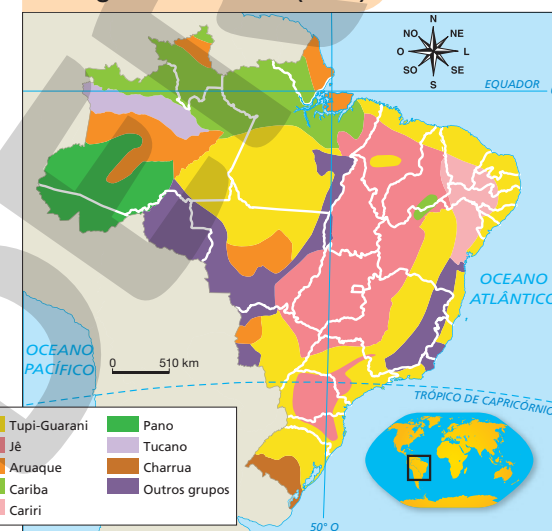 N
NO NE
O L
SO SE
S
EQUADOR
OCEANO
ATLÂNTICO
OCEANO
PACÍFICO
0 510 km
TRÓPICO DE CAPRICÓRNIO
Tupi-Guarani
Jê
Aruaque
Cariba
Cariri
Pano
Tucano
Charrua
Outros grupos
50° O